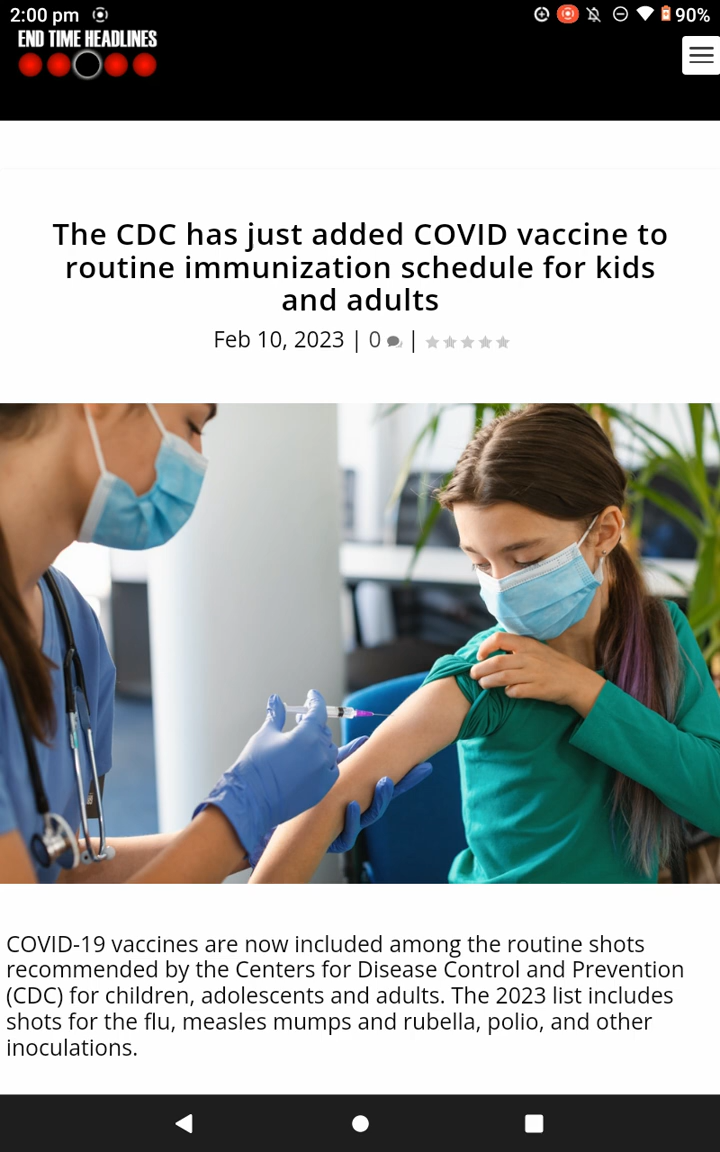 2:00 pm
90%
END TIME HEADLINES
The CDC has just added COVID vaccine to
routine immunization schedule for kids
and adults
Feb 10, 2023 | 0 |
COVID-19 vaccines are now included among the routine shots
recommended by the Centers for Disease Control and Prevention
(CDC) for children, adolescents and adults. The 2023 list includes
shots for the flu, measles mumps and rubella, polio, and other
inoculations.